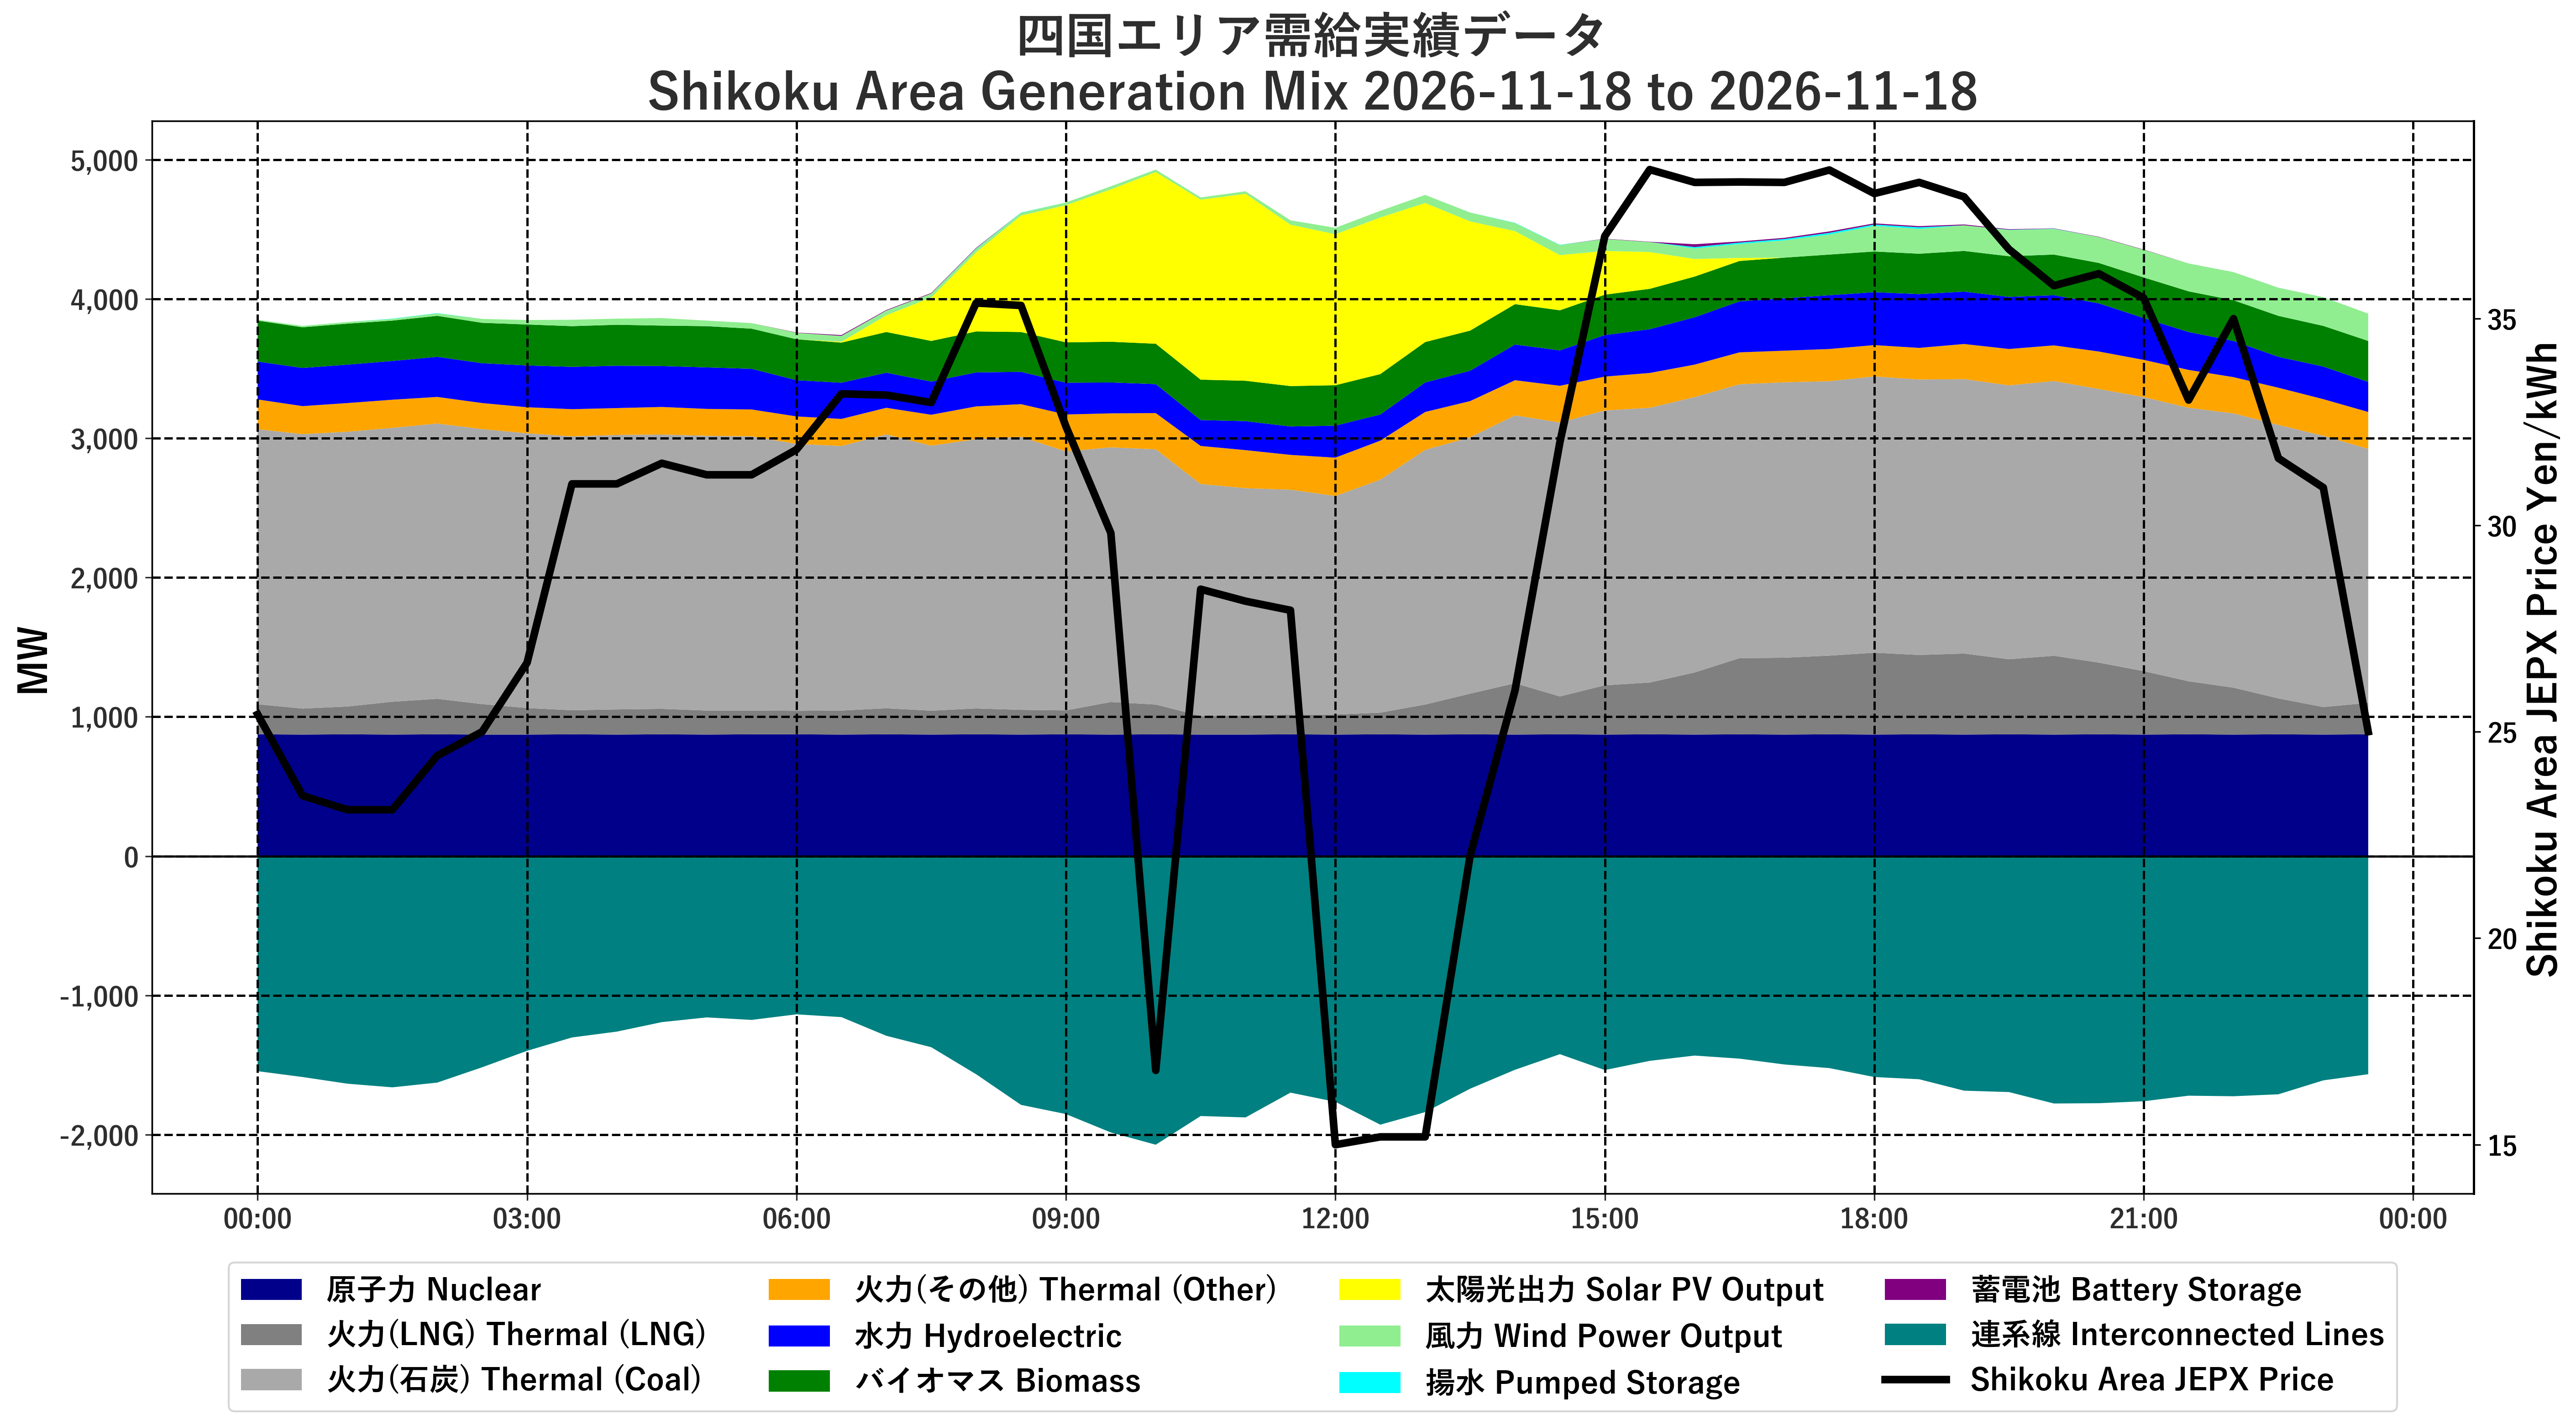 四国エリア需給実績データ
Shikoku Area Generation Mix 2026-11-18 to 2026-11-18
5,000
4,000
3,000
2,000
1,000
0
-1,000
-2,000
MW
35
30
25
20
15
Shikoku Area JEPX Price Yen/kWh
00:00 03:00 06:00 09:00 12:00 15:00 18:00 21:00 00:00
原子力 Nuclear
火力(LNG) Thermal (LNG)
火力(石炭) Thermal (Coal)
火力(その他) Thermal (Other)
水力 Hydroelectric
バイオマス Biomass
太陽光出力 Solar PV Output
風力 Wind Power Output
揚水 Pumped Storage
蓄電池 Battery Storage
連系線 Interconnected Lines
Shikoku Area JEPX Price